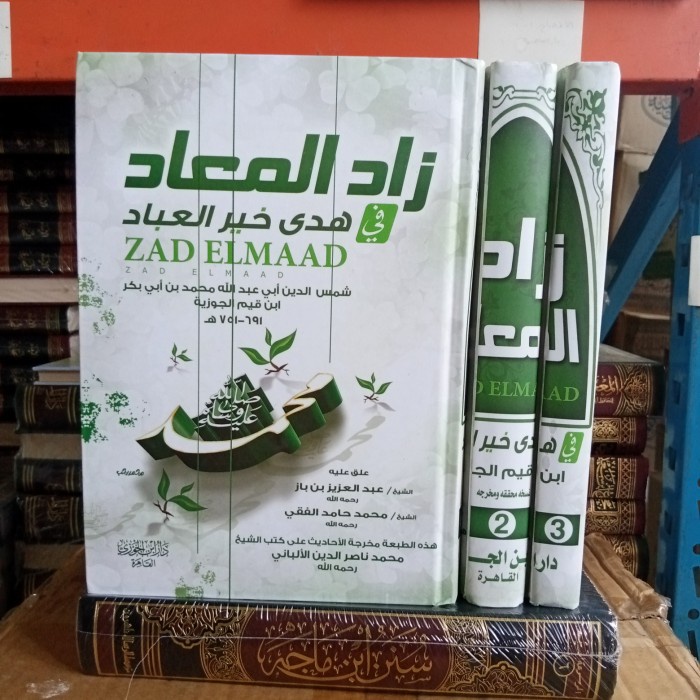 زاد المعاد
في هدى خير العباد
ZAD ELMAAD
ZAD ELMAAD
شمس الدين أبي عبد الله محمد بن أبي بكر
ابن قيم الجوزية
٦٩١-٧٥١ هـ
محمد
صلى الله عليه وسلم
علق عليه
الشيخ / عبد العزيز بن باز
رحمه الله
الشيخ / محمد حامد الفقي
رحمه الله
هذه الطبعة مخرجة الأحاديث على كتب الشيخ
محمد ناصر الدين الألباني
رحمه الله
دار ابن الجوزي
القاهرة
زاد
المعا
D ELMAAD
في هدى خير ا
ابن قيم الج
محققه ومخرجه
2
3
دار ابن الجـ
القاهرة
سنن ابن ماجه